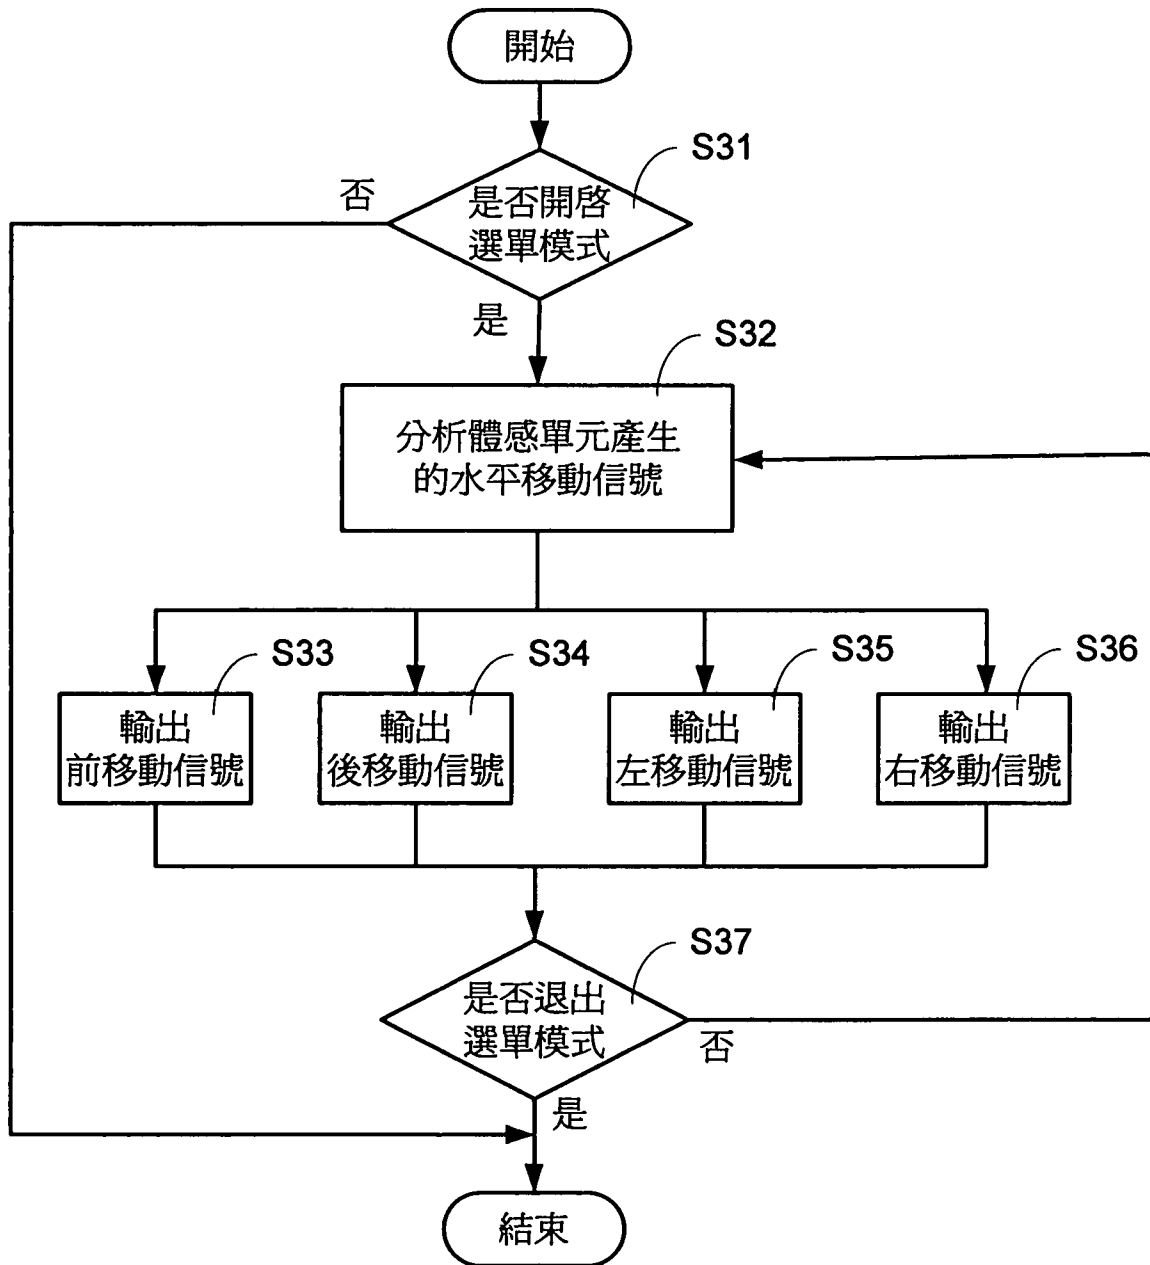 開始
S31
否
是否開啓
選單模式
是
S32
分析體感單元產生
的水平移動信號
S33
S34
S35
S36
輸出
前移動信號
輸出
後移動信號
輸出
左移動信號
輸出
右移動信號
S37
是否退出
選單模式
否
是
結束